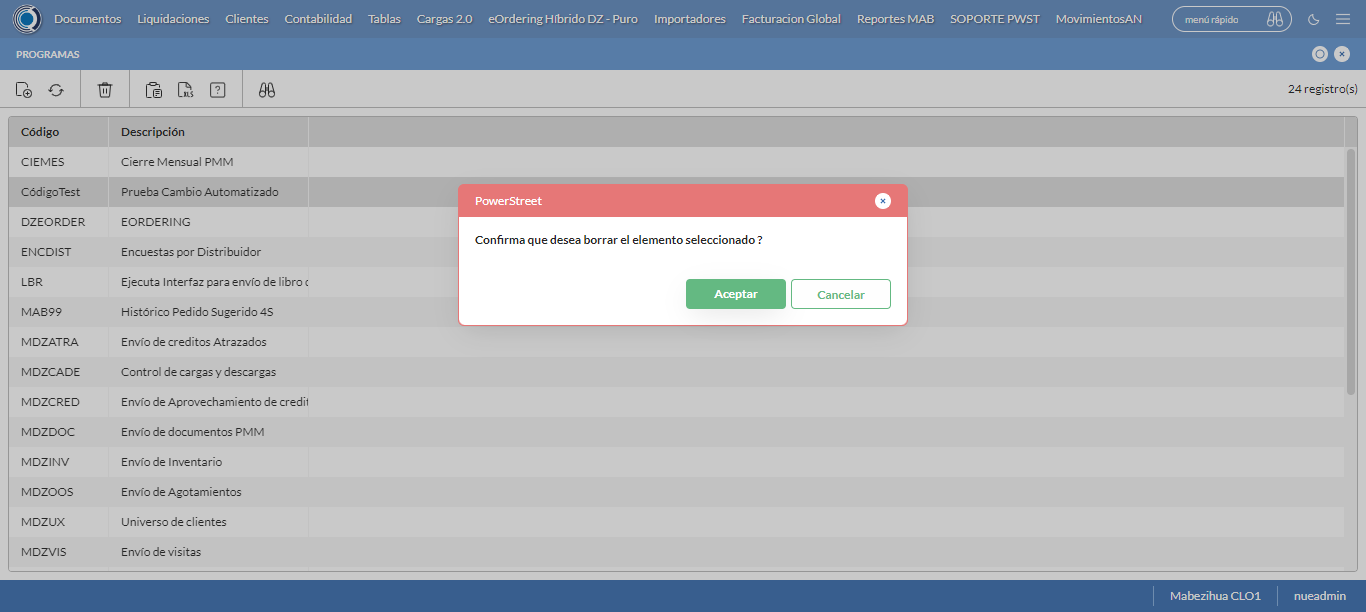 Documentos Liquidaciones Clientes Contabilidad Tablas Cargas 2.0 eOrdering Híbrido DZ - Puro Importadores Facturacion Global Reportes MAB SOPORTE PWST MovimientosAN menú rápido
PROGRAMAS
XLS ? 24 registro(s)
Código Descripción
CIEMES Cierre Mensual PMM
CódigoTest Prueba Cambio Automatizado
DZEORDER EORDERING
ENCDIST Encuestas por Distribuidor
LBR Ejecuta Interfaz para envío de libro
MAB99 Histórico Pedido Sugerido 4S
MDZATRA Envío de creditos Atrazados
MDZCADE Control de cargas y descargas
MDZCRED Envío de Aprovechamiento de credit
MDZDOC Envío de documentos PMM
MDZINV Envío de Inventario
MDZOOS Envío de Agotamientos
MDZUX Universo de clientes
MDZVIS Envío de visitas
PowerStreet
Confirma que desea borrar el elemento seleccionado ?
Aceptar Cancelar
Mabezihua CLO1 nueadmin